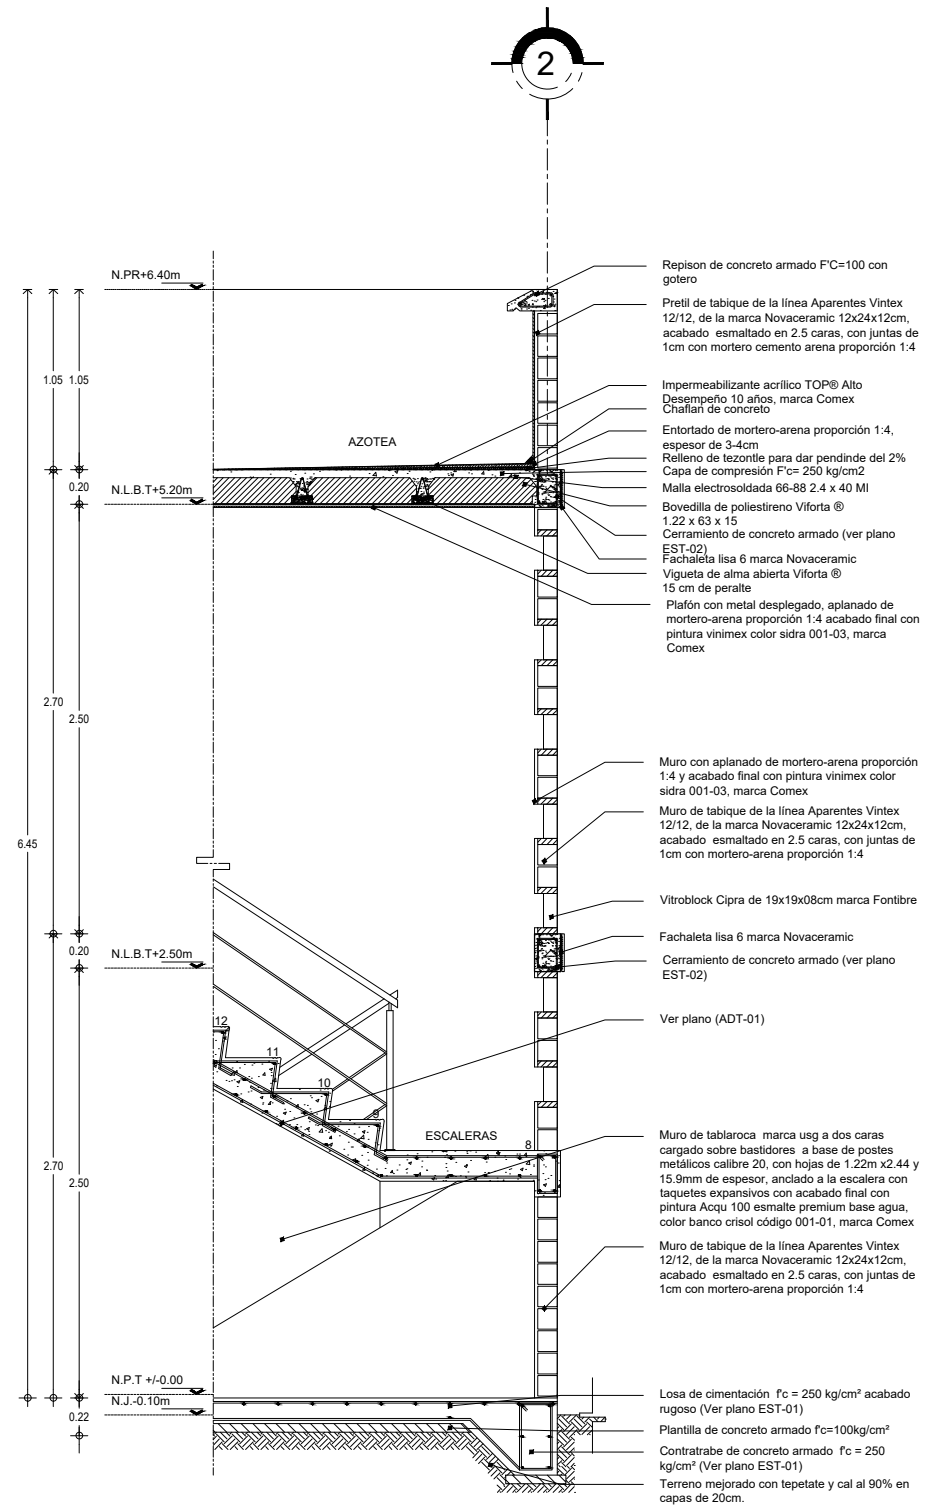 2
N.PR+6.40m
Repison de concreto armado F'C=100 con
gotero
Pretil de tabique de la línea Aparentes Vintex
12/12, de la marca Novaceramic 12x24x12cm,
acabado esmaltado en 2.5 caras, con juntas de
1cm con mortero cemento arena proporción 1:4
1.05 1.05
Impermeabilizante acrílico TOP® Alto
Desempeño 10 años, marca Comex
Chaflan de concreto
AZOTEA
Entortado de mortero-arena proporción 1:4,
espesor de 3-4cm
Relleno de tezontle para dar pendinde del 2%
Capa de compresión F'c= 250 kg/cm2
0.20
N.L.B.T+5.20m
Malla electrosoldada 66-88 2.4 x 40 Ml
Bovedilla de poliestireno Viforta ®
1.22 x 63 x 15
Cerramiento de concreto armado (ver plano
EST-02)
Fachaleta lisa 6 marca Novaceramic
Vigueta de alma abierta Viforta ®
15 cm de peralte
Plafón con metal desplegado, aplanado de
mortero-arena proporción 1:4 acabado final con
pintura vinimex color sidra 001-03, marca
Comex
2.70
2.50
Muro con aplanado de mortero-arena proporción
1:4 y acabado final con pintura vinimex color
sidra 001-03, marca Comex
Muro de tabique de la línea Aparentes Vintex
12/12, de la marca Novaceramic 12x24x12cm,
acabado esmaltado en 2.5 caras, con juntas de
1cm con mortero-arena proporción 1:4
6.45
Vitroblock Cipra de 19x19x08cm marca Fontibre
Fachaleta lisa 6 marca Novaceramic
0.20
N.L.B.T+2.50m
Cerramiento de concreto armado (ver plano
EST-02)
Ver plano (ADT-01)
12
11
10
9
ESCALERAS
8
Muro de tablaroca marca usg a dos caras
cargado sobre bastidores a base de postes
metálicos calibre 20, con hojas de 1.22m x2.44 y
15.9mm de espesor, anclado a la escalera con
taquetes expansivos con acabado final con
pintura Acqu 100 esmalte premium base agua,
color banco crisol código 001-01, marca Comex
2.70
2.50
Muro de tabique de la línea Aparentes Vintex
12/12, de la marca Novaceramic 12x24x12cm,
acabado esmaltado en 2.5 caras, con juntas de
1cm con mortero-arena proporción 1:4
N.P.T +/-0.00
N.J.-0.10m
0.22
Losa de cimentación f'c = 250 kg/cm² acabado
rugoso (Ver plano EST-01)
Plantilla de concreto armado f'c=100kg/cm²
Contratrabe de concreto armado f'c = 250
kg/cm² (Ver plano EST-01)
Terreno mejorado con tepetate y cal al 90% en
capas de 20cm.